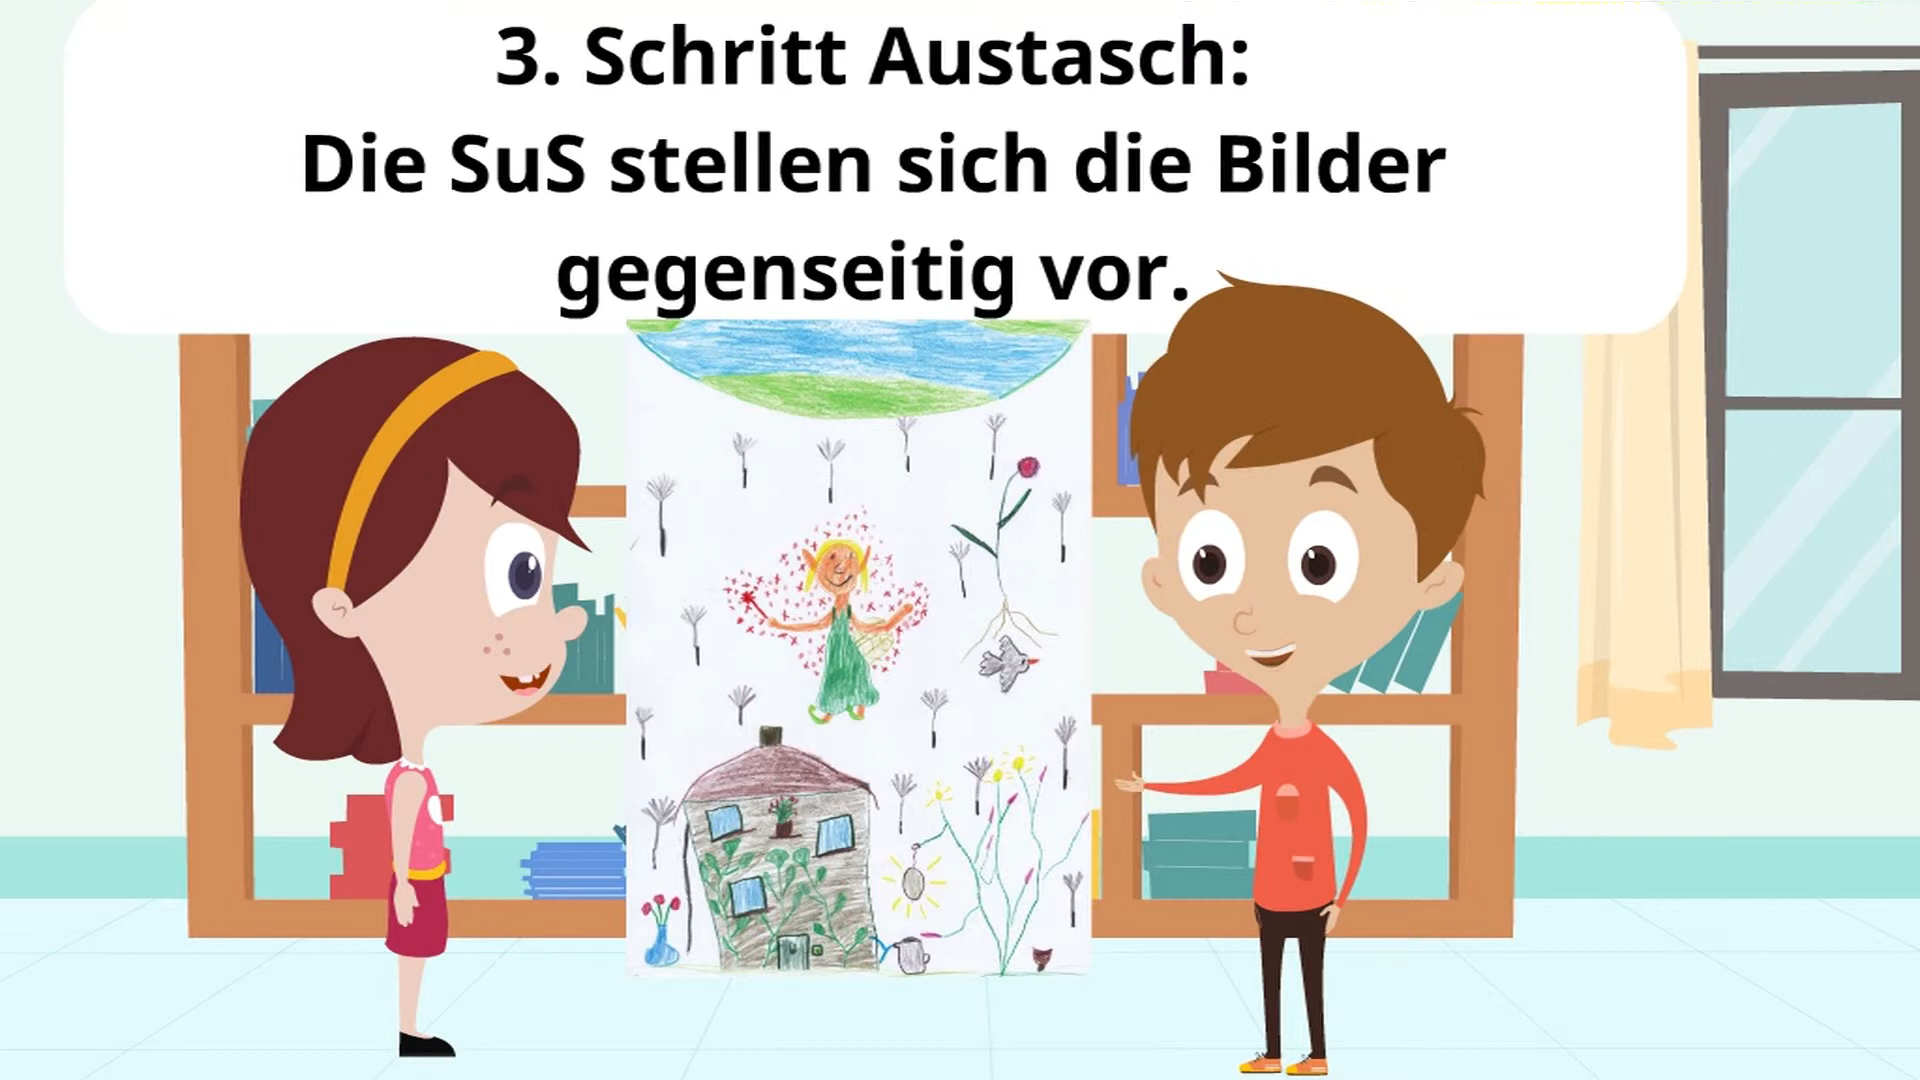 3. Schritt Austasch:
Die SuS stellen sich die Bilder
gegenseitig vor.